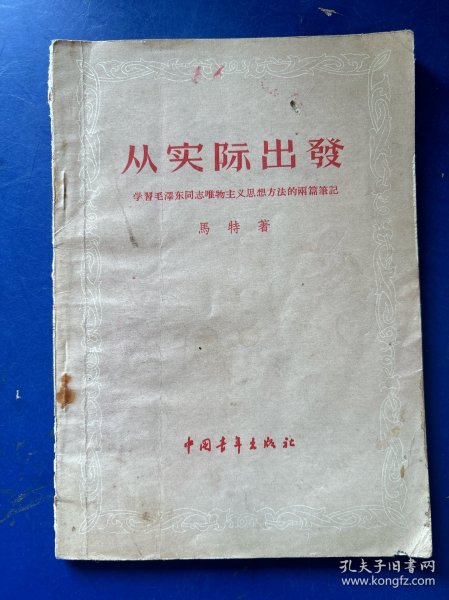 从实际出發
学習毛澤东同志唯物主义思想方法的兩篇筆記
馬特著
中国青年出版社
孔夫子旧书网
www.kongfz.com